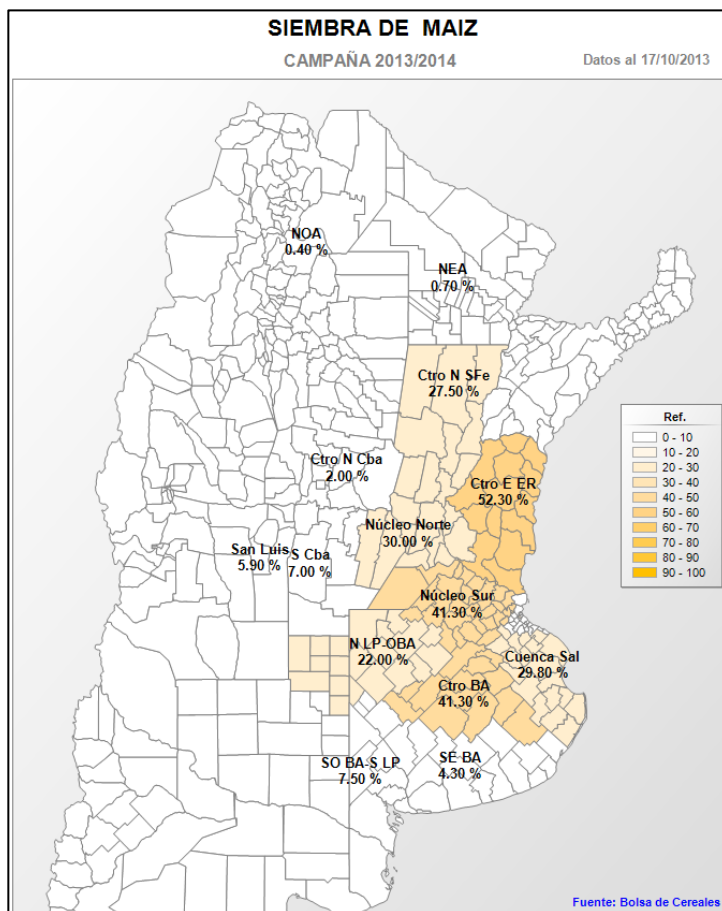 SIEMBRA DE MAIZ
CAMPAÑA 2013/2014
Datos al 17/10/2013
NOA
0.40 %
NEA
0.70 %
Ctro N SFe
27.50 %
Ref.
0 - 10
10 - 20
20 - 30
30 - 40
40 - 50
50 - 60
60 - 70
70 - 80
80 - 90
90 - 100
Ctro N Cba
2.00 %
Ctro E ER
52.30 %
Núcleo Norte
30.00 %
San Luis
5.90 %
S Cba
7.00 %
Núcleo Sur
41.30 %
N LP-OBA
22.00 %
Cuenca Sal
29.80 %
Ctro BA
41.30 %
SO BA-S LP
7.50 %
SE BA
4.30 %
Fuente: Bolsa de Cereales